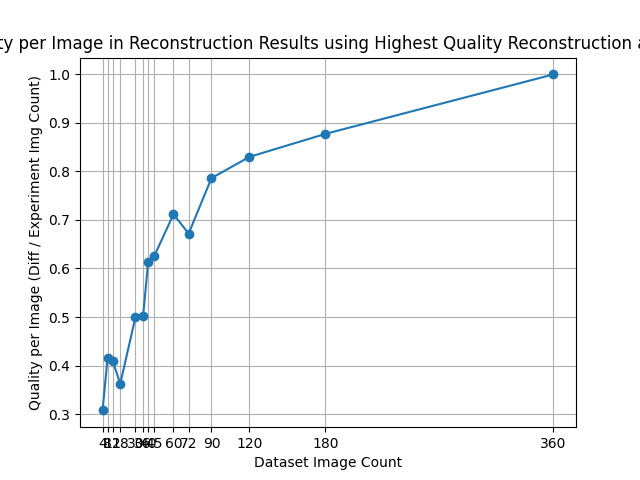 per Image in Reconstruction Results using Highest Quality Reconstruction
Quality per Image (Diff / Experiment Img Count)
1.0
0.9
0.8
0.7
0.6
0.5
0.4
0.3
60 72 90 120 180 360
Dataset Image Count